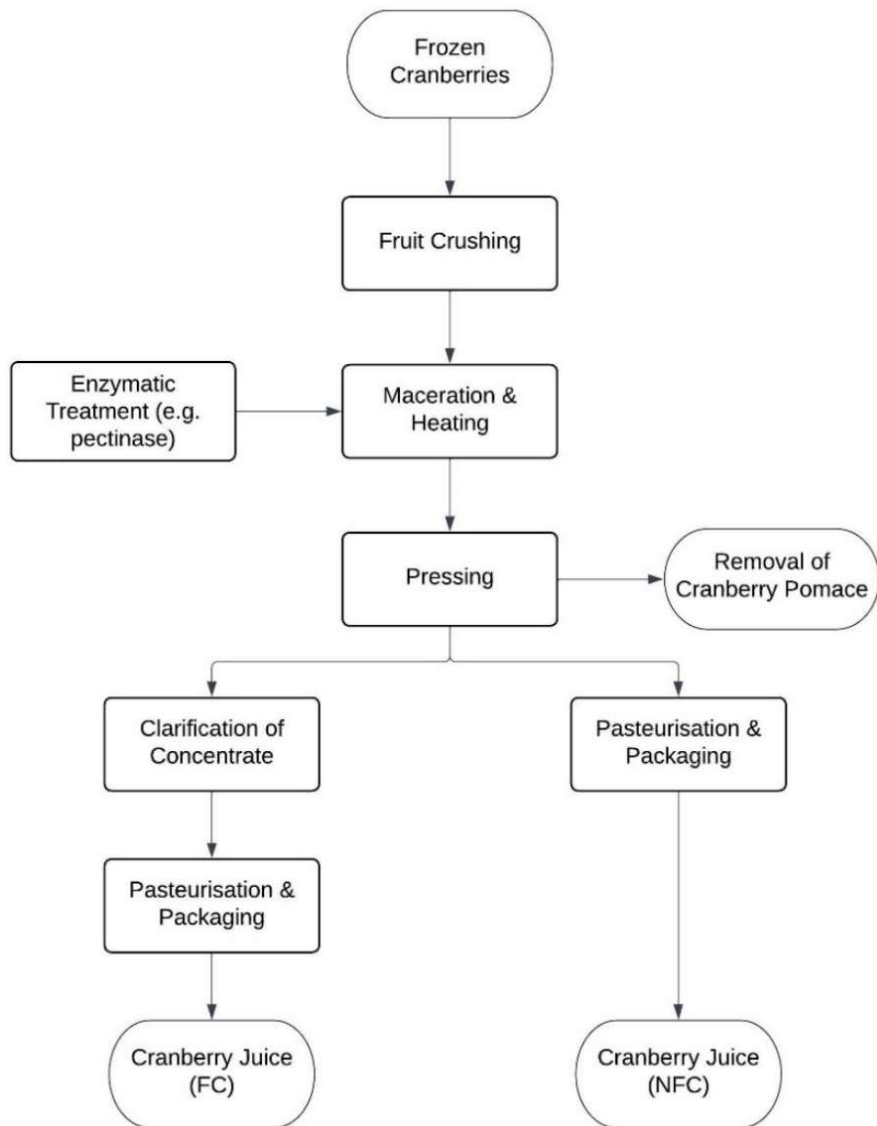 Frozen
Cranberries
Fruit Crushing
Enzymatic
Treatment (e.g.
pectinase)
Maceration &
Heating
Pressing
Removal of
Cranberry Pomace
Clarification of
Concentrate
Pasteurisation &
Packaging
Pasteurisation &
Packaging
Cranberry Juice
(FC)
Cranberry Juice
(NFC)